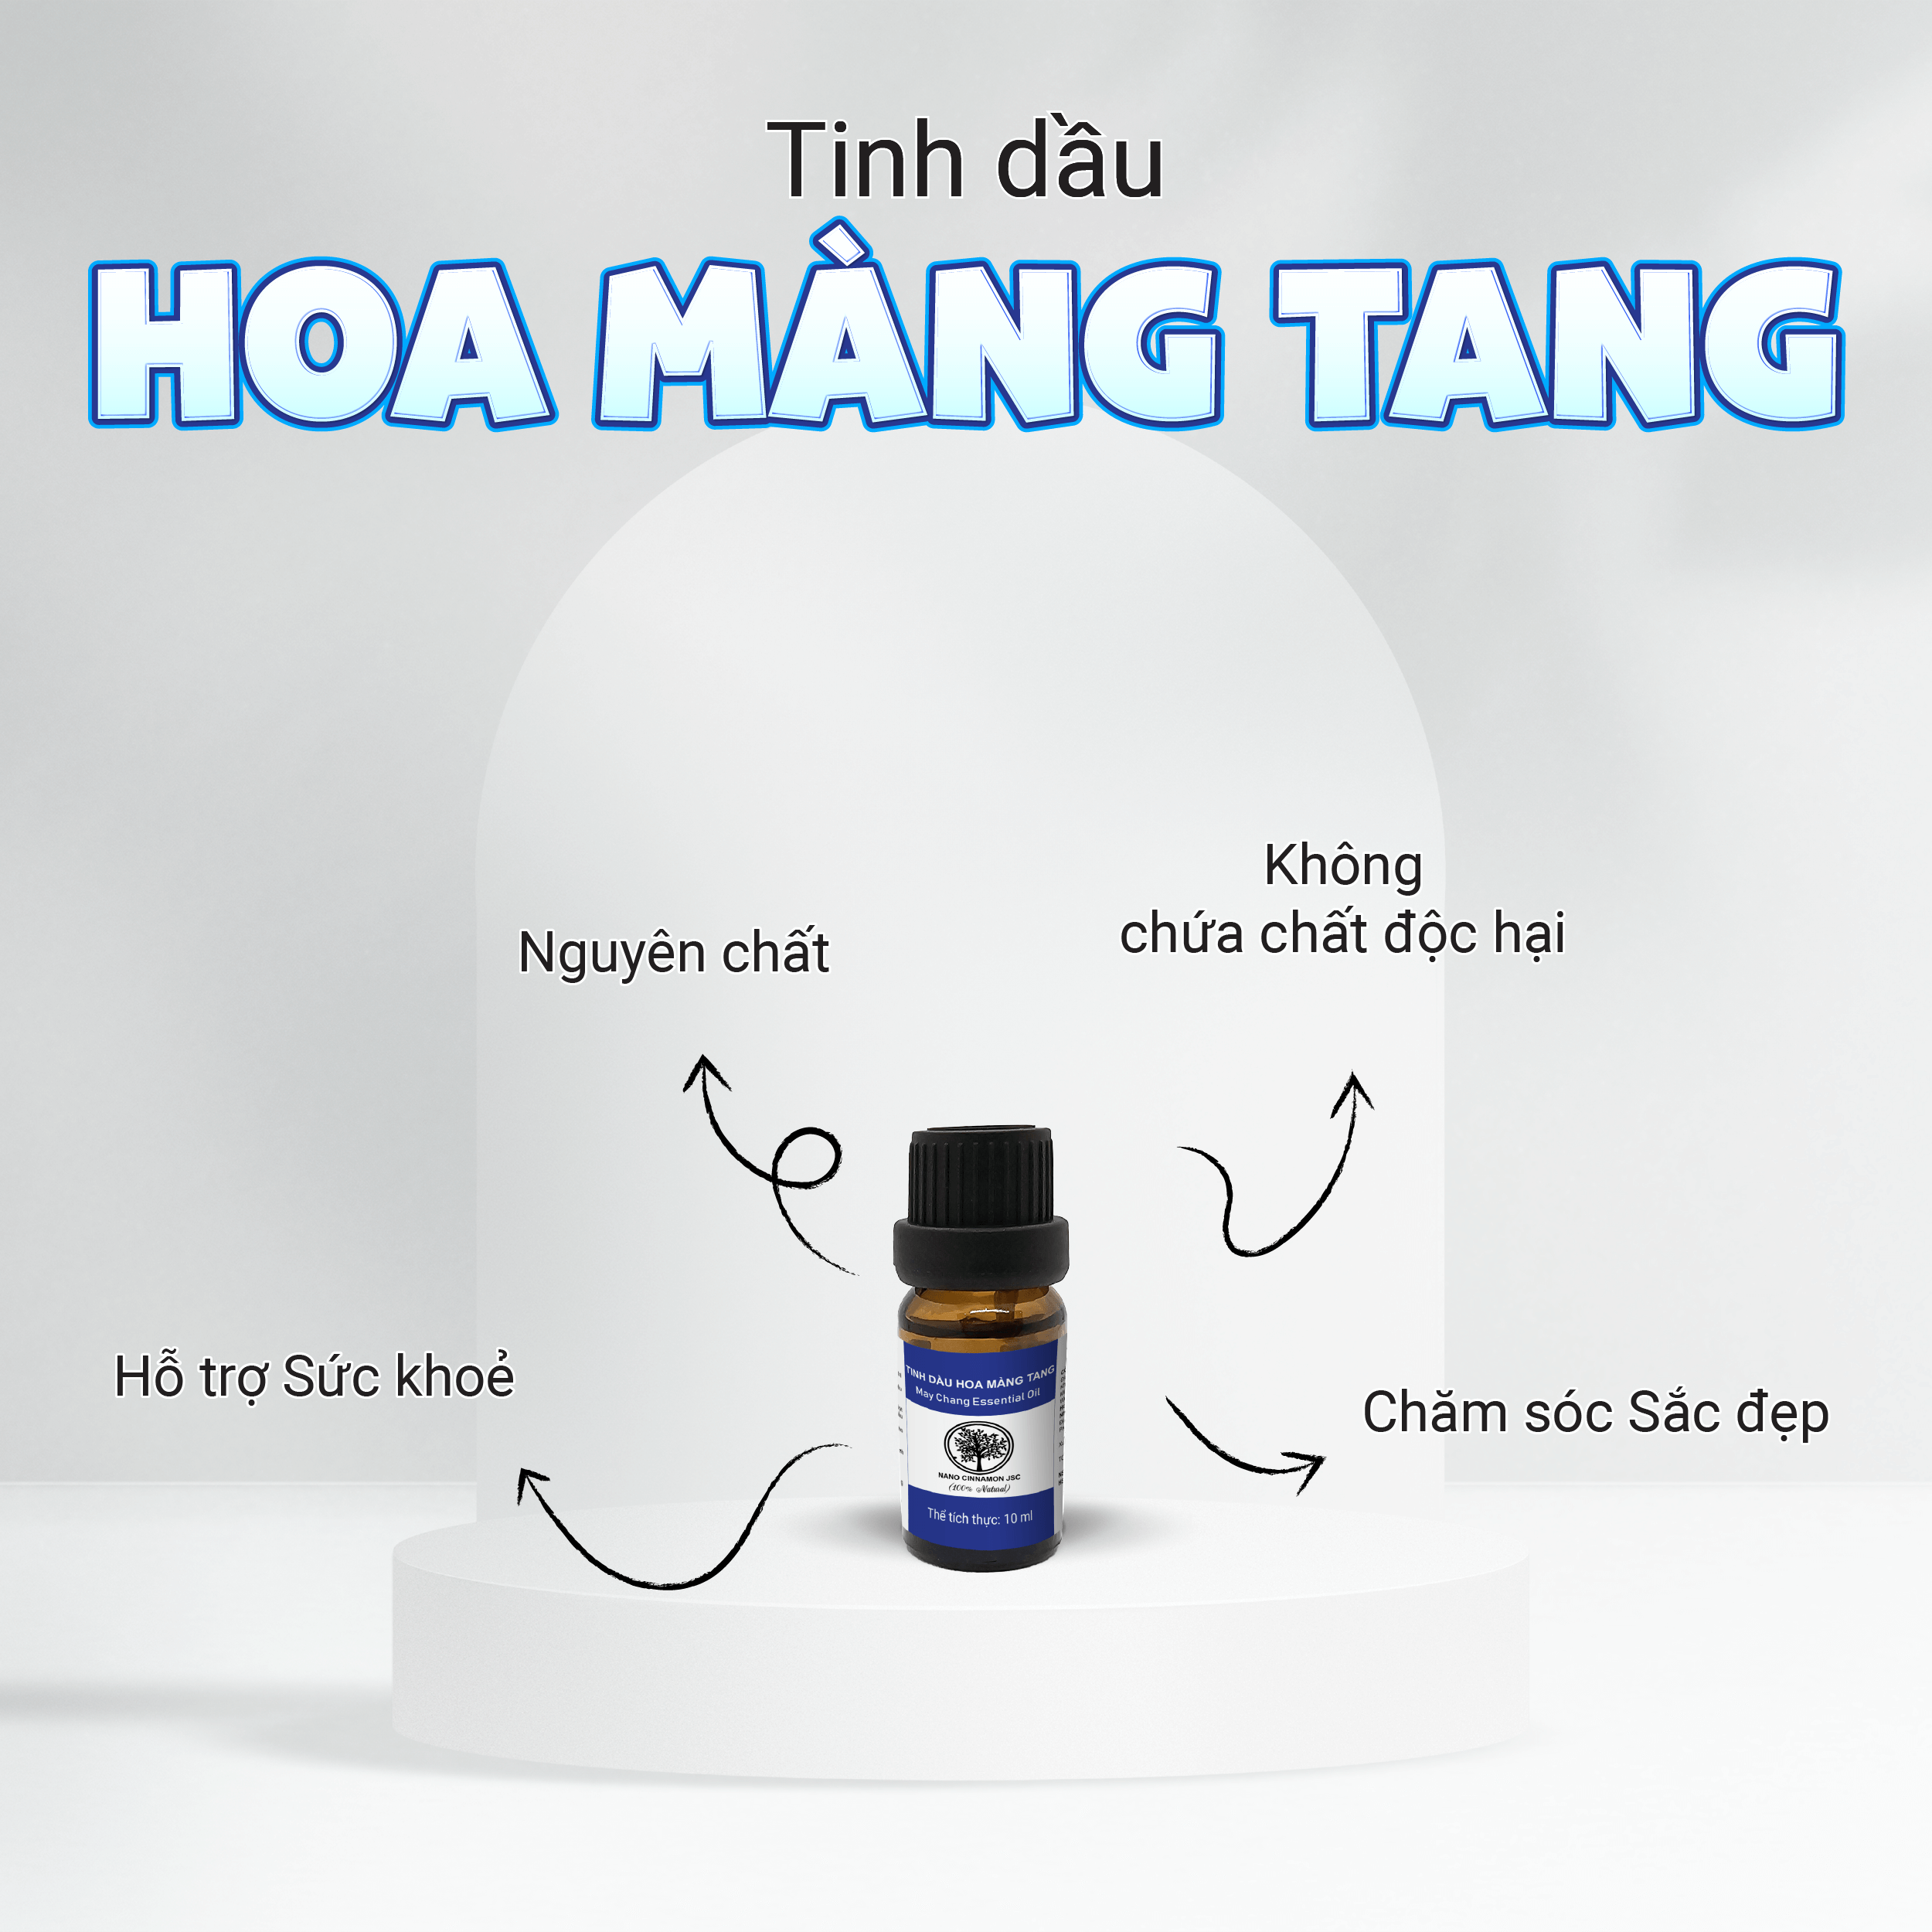 Tinh dầu
HOA MÀNG TANG
Không
chứa chất độc hại
Nguyên chất
Hỗ trợ Sức khoẻ
Chăm sóc Sắc đẹp
TINH DẦU HOA MÀNG TANG
May Chang Essential Oil
NANO CINNAMON JSC
(100% Natural)
Thể tích thực: 10 ml